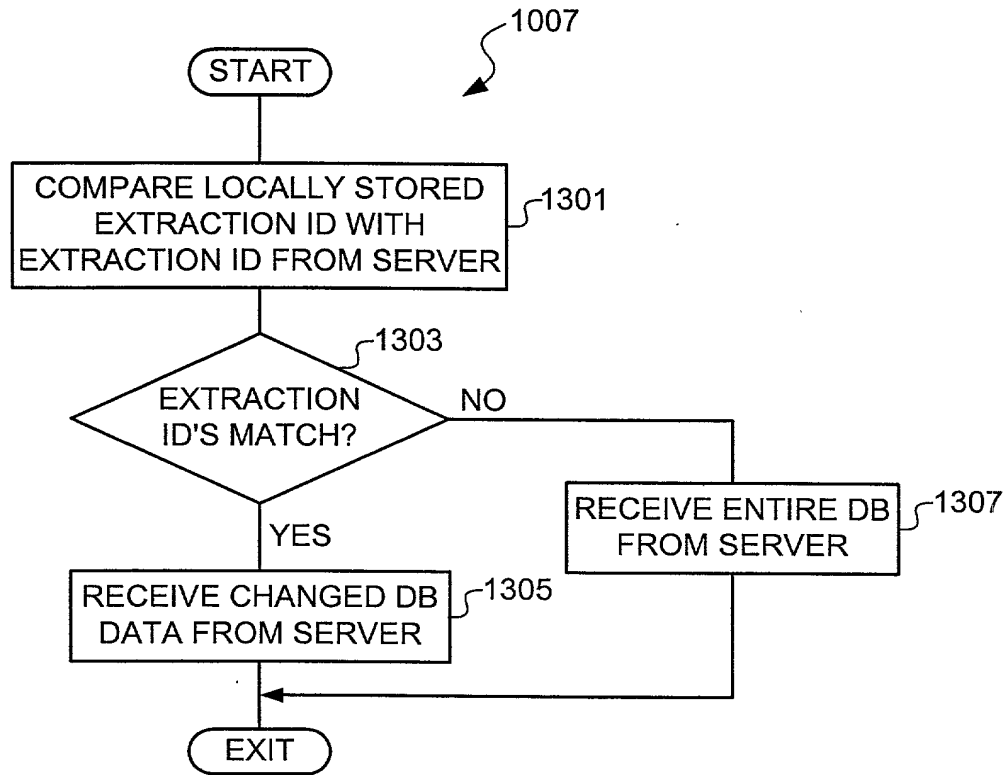 1007
START
COMPARE LOCALLY STORED
EXTRACTION ID WITH
EXTRACTION ID FROM SERVER
1301
1303
EXTRACTION
ID'S MATCH?
NO
YES
RECEIVE ENTIRE DB
FROM SERVER
1307
RECEIVE CHANGED DB
DATA FROM SERVER
1305
EXIT